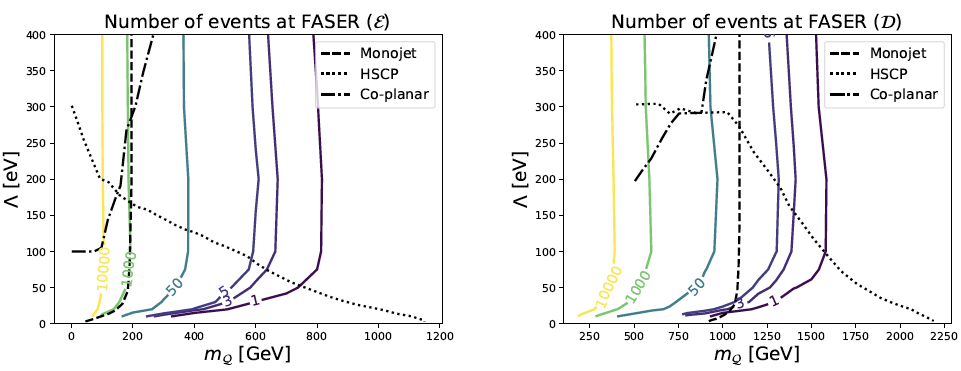 Number of events at FASER (ℰ)
Λ [eV]
400
350
300
250
200
150
100
50
0
Monojet
HSCP
Co-planar
10000
1000
50
5
3
1
0 200 400 600 800 1000 1200
m_𝒬 [GeV]
Number of events at FASER (𝒟)
Λ [eV]
400
350
300
250
200
150
100
50
0
Monojet
HSCP
Co-planar
10000
1000
50
3
1
250 500 750 1000 1250 1500 1750 2000 2250
m_𝒬 [GeV]